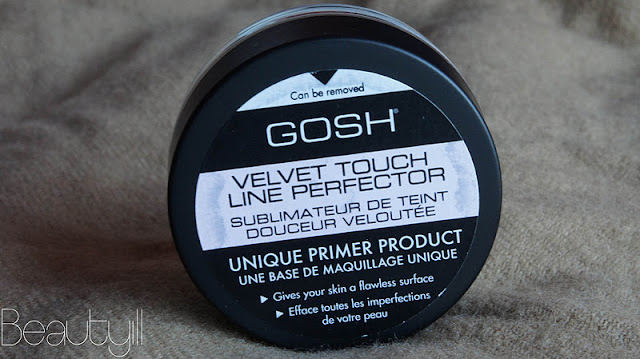 Can be removed
GOSH®
VELVET TOUCH
LINE PERFECTOR
SUBLIMATEUR DE TEINT
DOUCEUR VELOUTÉE
UNIQUE PRIMER PRODUCT
UNE BASE DE MAQUILLAGE UNIQUE
► Gives your skin a flawless surface
► Efface toutes les imperfections
de votre peau
Beautyill